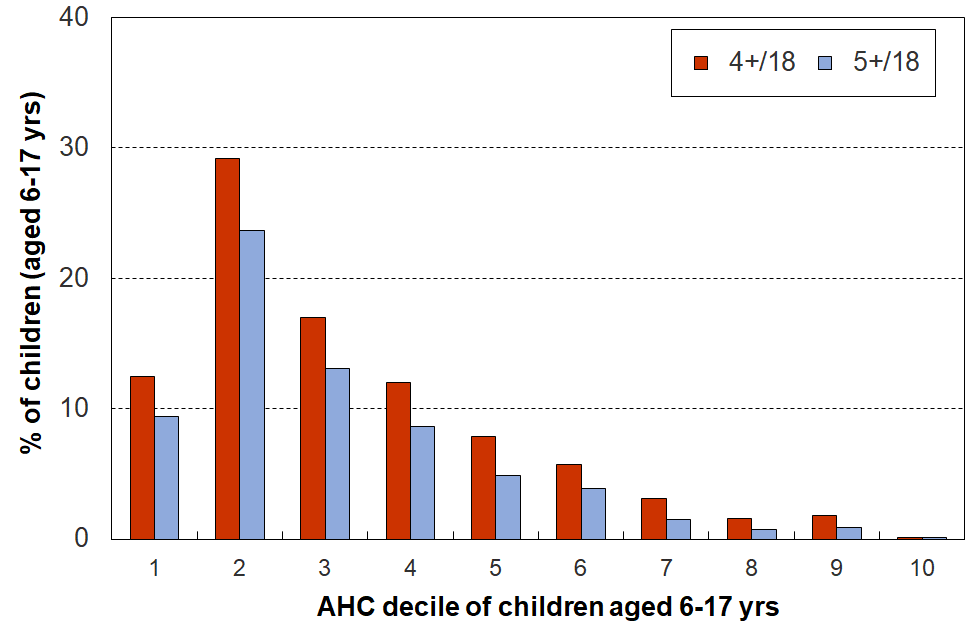 40
30
20
10
0
% of children (aged 6-17 yrs)
4+/18 5+/18
1 2 3 4 5 6 7 8 9 10
AHC decile of children aged 6-17 yrs